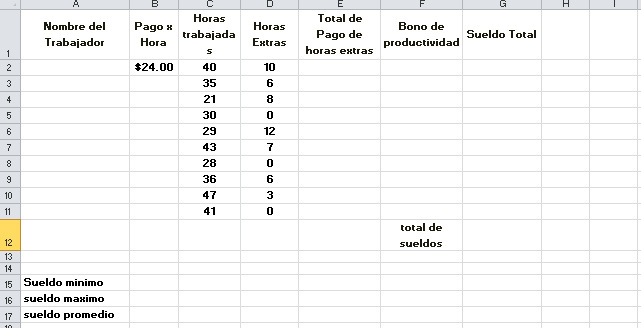 A B C D E F G H I
1 Nombre del Trabajador Pago x Hora Horas trabajadas Horas Extras Total de Pago de horas extras Bono de productividad Sueldo Total
2 $24.00 40 10
3 35 6
4 21 8
5 30 0
6 29 12
7 43 7
8 28 0
9 36 6
10 47 3
11 41 0
12 total de sueldos
13
14
15 Sueldo minimo
16 sueldo maximo
17 sueldo promedio